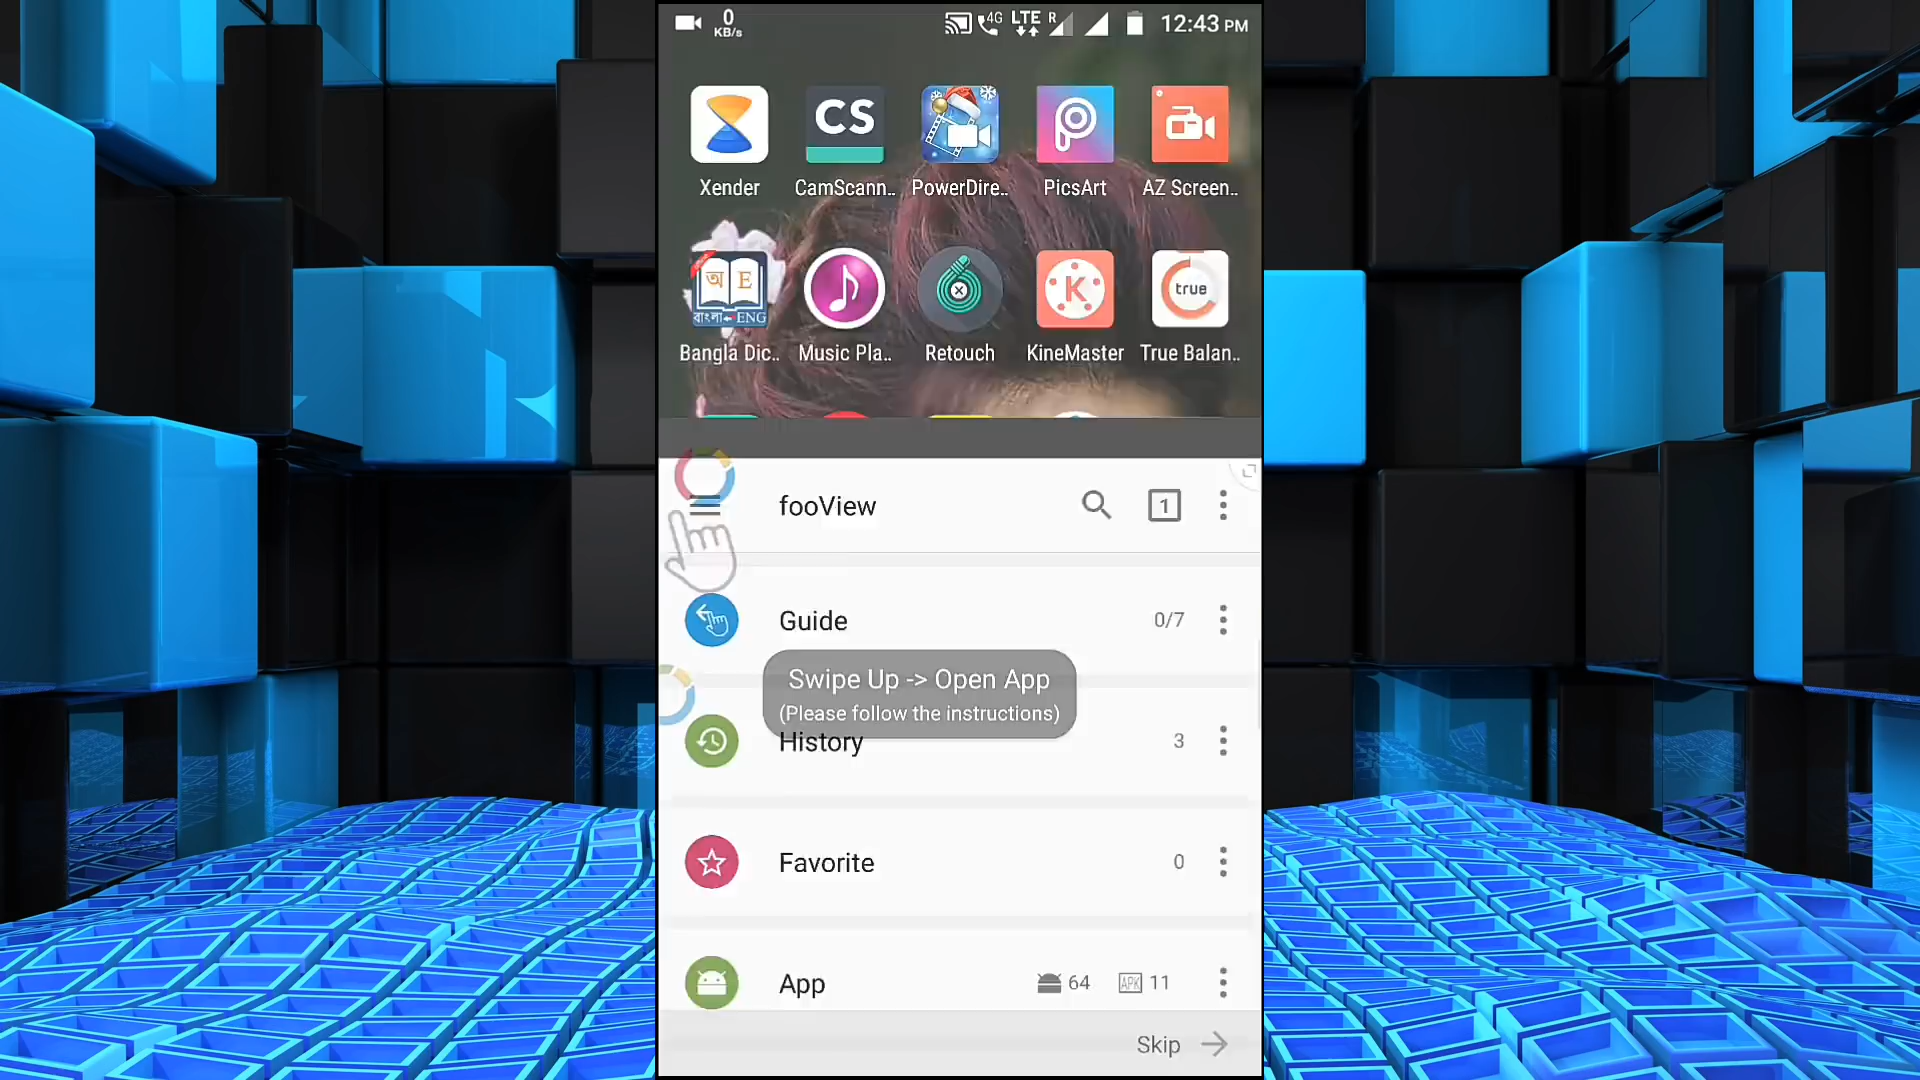 0
KB/s
4G
LTE
R
12:43 PM
CS
Xender
CamScann..
PowerDire..
PicsArt
AZ Screen..
অ E
বাংলা ENG
K
true
Bangla Dic..
Music Pla..
Retouch
KineMaster
True Balan..
fooView
1
Guide
0/7
Swipe Up -> Open App
(Please follow the instructions)
History
3
Favorite
0
App
64
APK
11
Skip